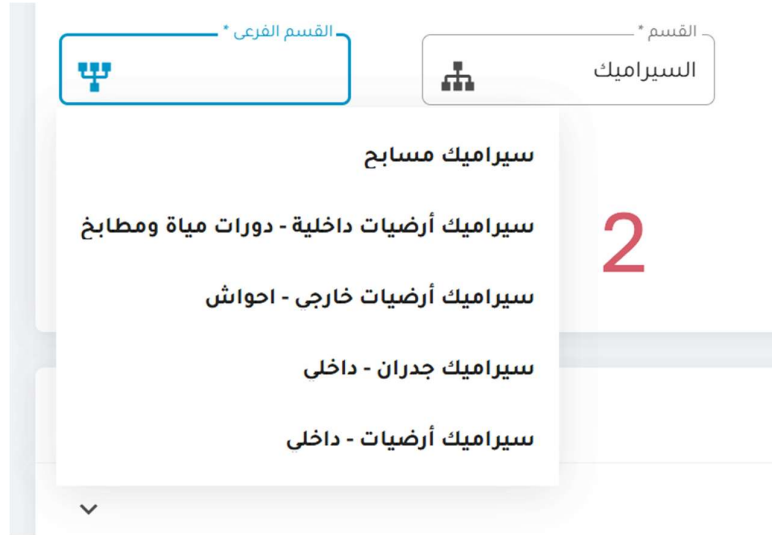 القسم *
السيراميك
القسم الفرعي *
سيراميك مسابح
سيراميك أرضيات داخلية - دورات مياة ومطابخ
سيراميك أرضيات خارجي - احواش
سيراميك جدران - داخلي
سيراميك أرضيات - داخلي
2